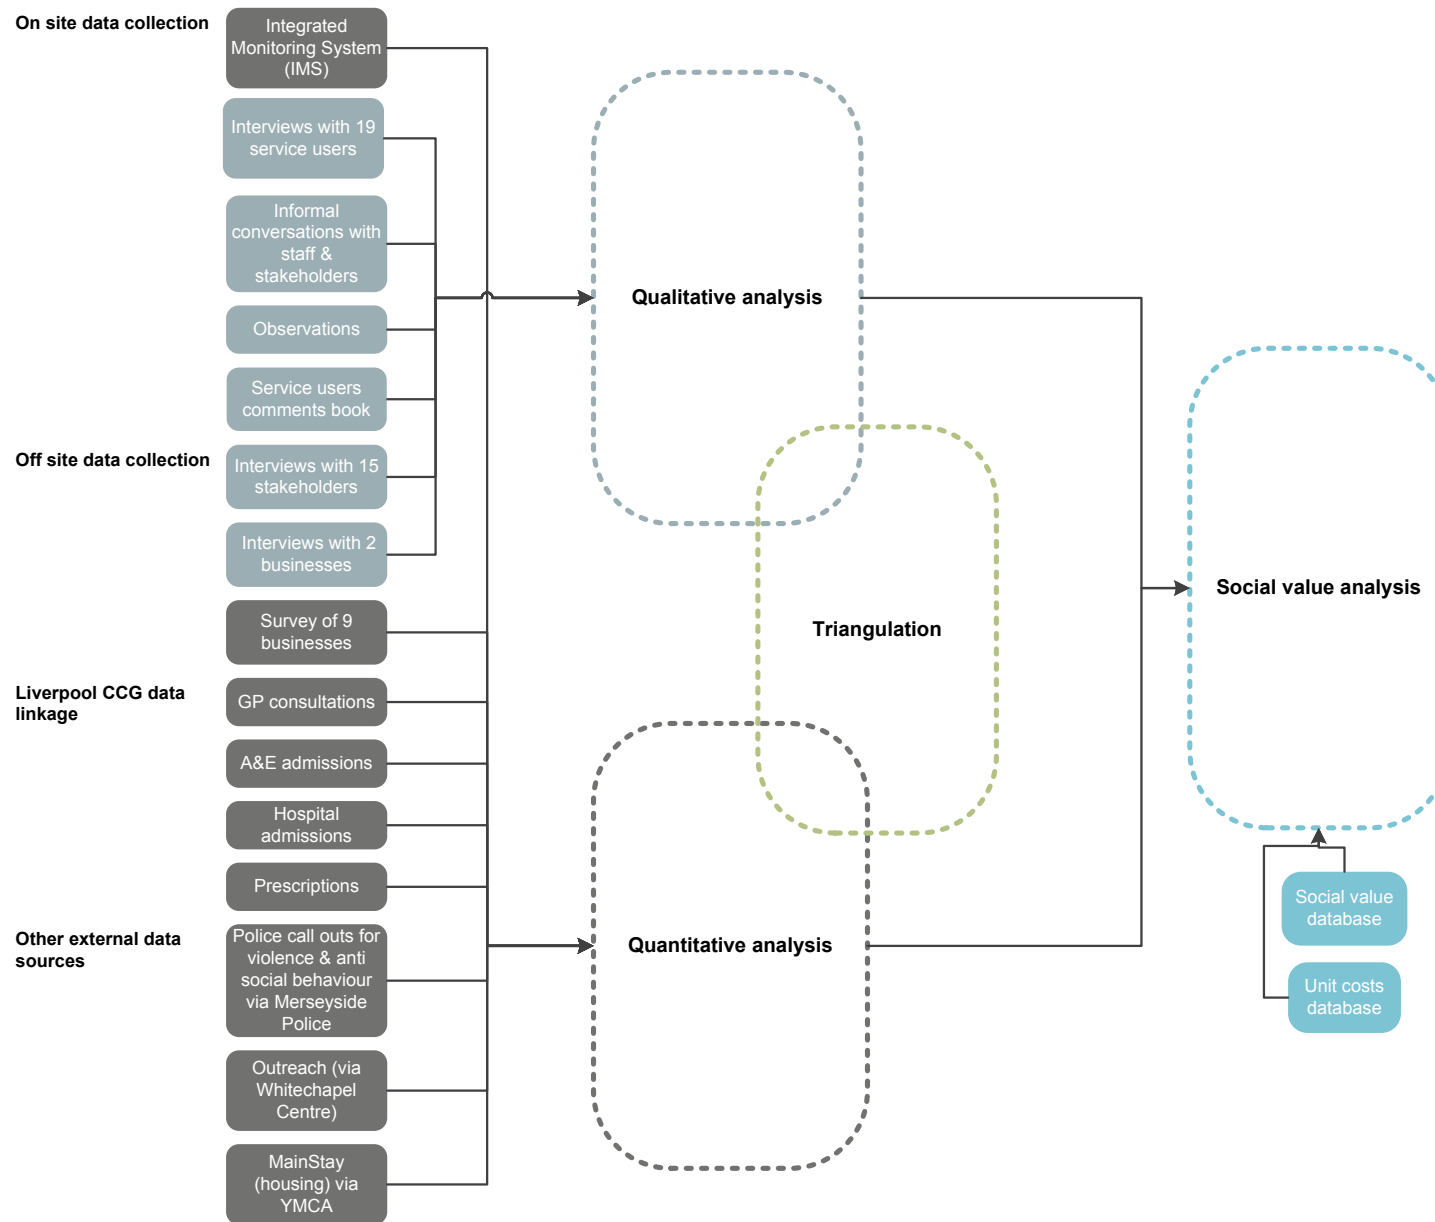 On site data collection
Integrated
Monitoring System
(IMS)
Interviews with 19
service users
Informal
conversations with
staff &
stakeholders
Observations
Service users
comments book
Off site data collection
Interviews with 15
stakeholders
Interviews with 2
businesses
Survey of 9
businesses
Liverpool CCG data
linkage
GP consultations
A&E admissions
Hospital
admissions
Prescriptions
Other external data
sources
Police call outs for
violence & anti
social behaviour
via Merseyside
Police
Outreach (via
Whitechapel
Centre)
MainStay
(housing) via
YMCA
Qualitative analysis
Triangulation
Quantitative analysis
Social value analysis
Social value
database
Unit costs
database